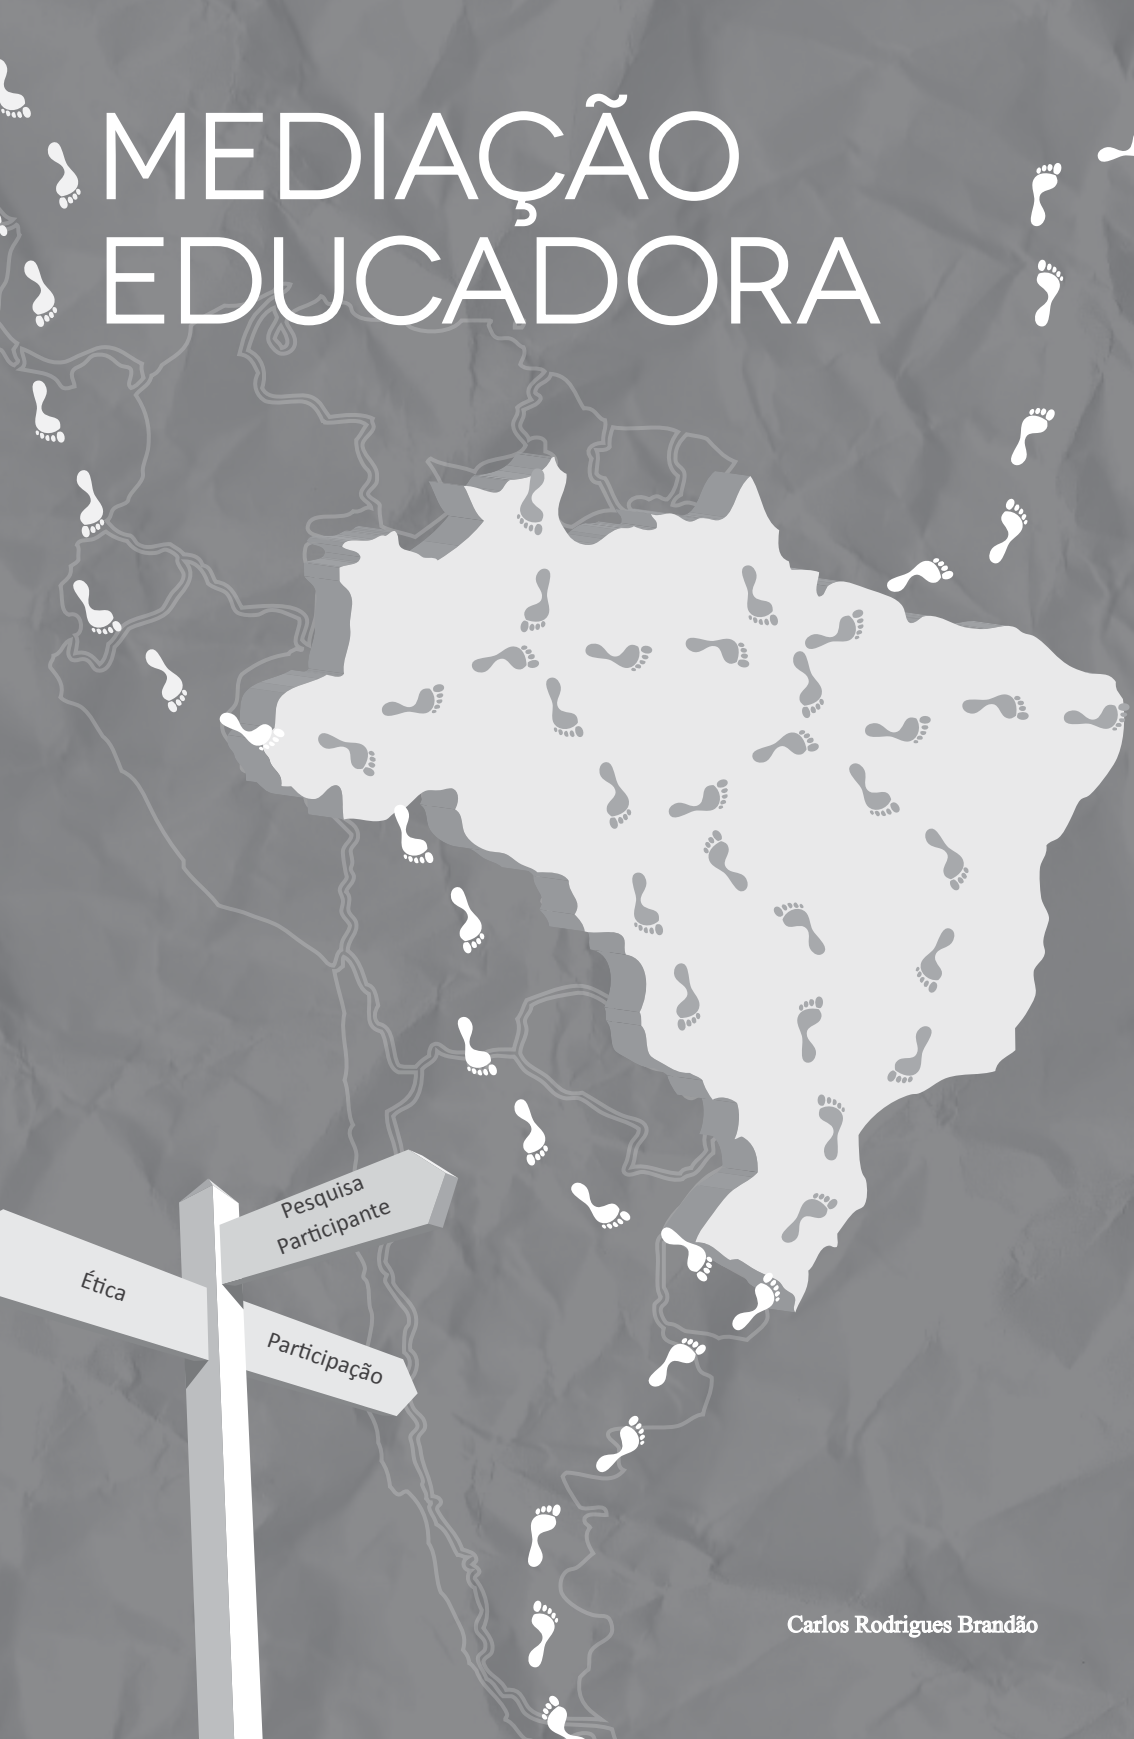 MEDIAÇÃO
EDUCADORA
Pesquisa
Participante
Ética
Participação
Carlos Rodrigues Brandão